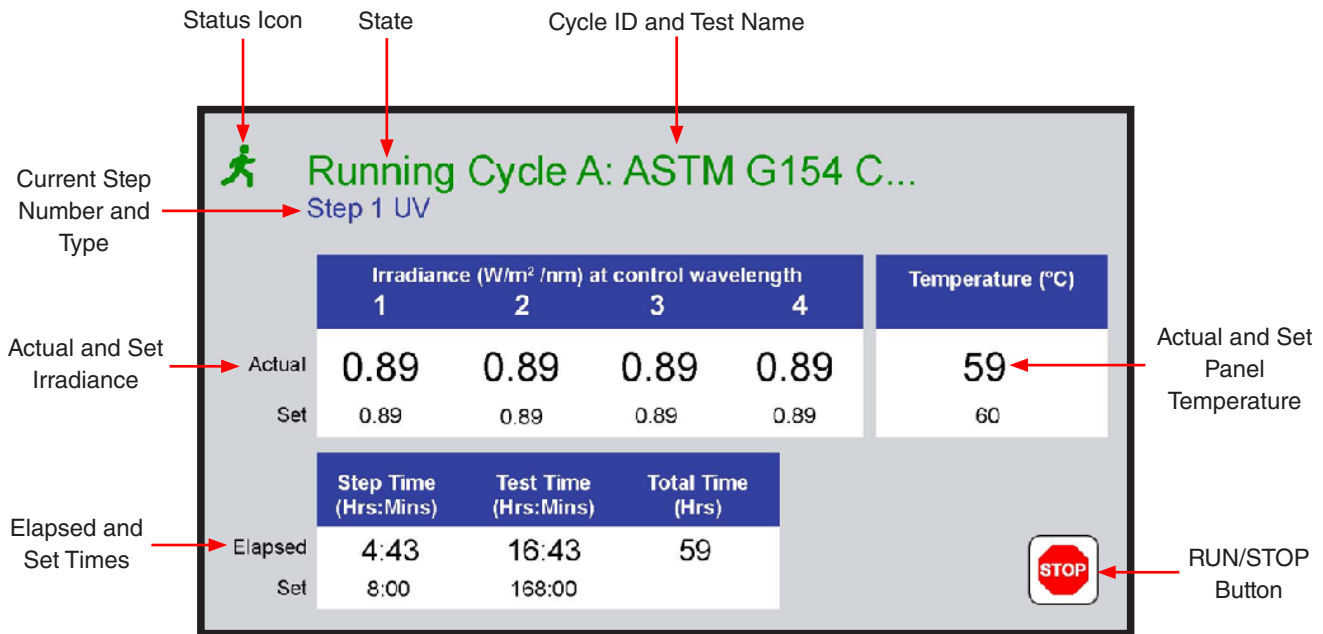 Status Icon
State
Cycle ID and Test Name
Running Cycle A: ASTM G154 C...
Current Step
Number and
Type
Step 1 UV
Irradiance (W/m² /nm) at control wavelength
1 2 3 4
Temperature (°C)
Actual and Set
Irradiance
Actual 0.89 0.89 0.89 0.89 59
Set 0.89 0.89 0.89 0.89 60
Actual and Set
Panel
Temperature
Step Time
(Hrs:Mins)
Test Time
(Hrs:Mins)
Total Time
(Hrs)
Elapsed and
Set Times
Elapsed 4:43 16:43 59
Set 8:00 168:00
STOP
RUN/STOP
Button